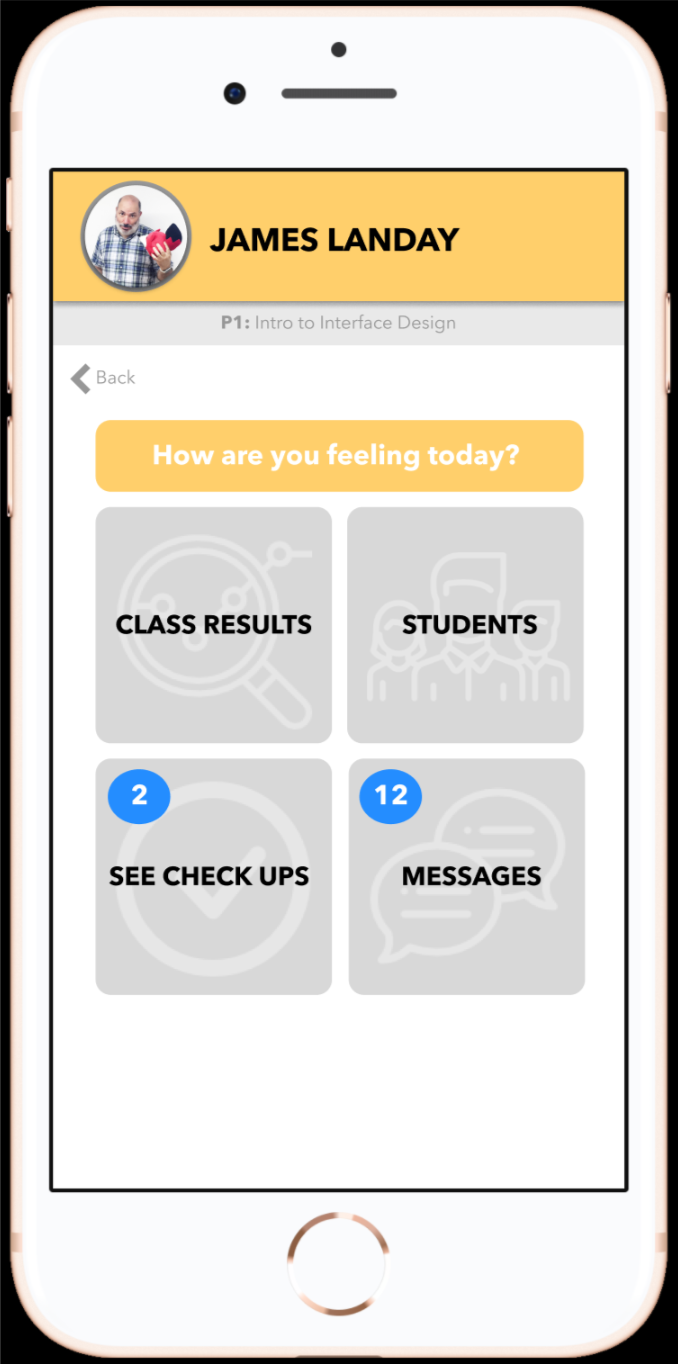 JAMES LANDAY
P1: Intro to Interface Design
Back
How are you feeling today?
CLASS RESULTS
STUDENTS
2
12
SEE CHECK UPS
MESSAGES